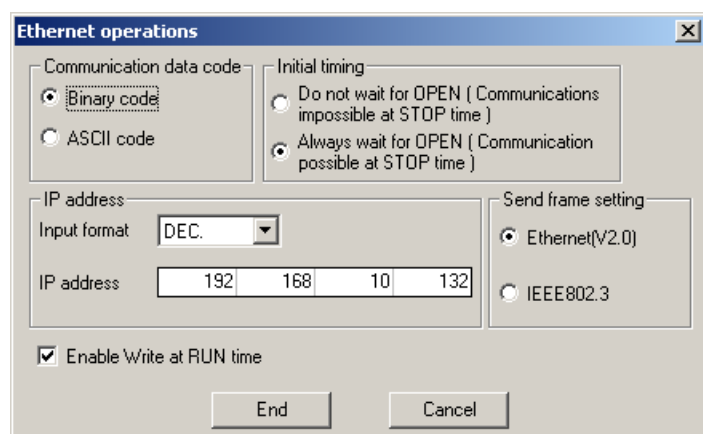 Ethernet operations
Communication data code
Binary code
ASCII code
Initial timing
Do not wait for OPEN ( Communications
impossible at STOP time )
Always wait for OPEN ( Communication
possible at STOP time )
IP address
Input format DEC.
IP address 192 168 10 132
Send frame setting
Ethernet(V2.0)
IEEE802.3
Enable Write at RUN time
End Cancel